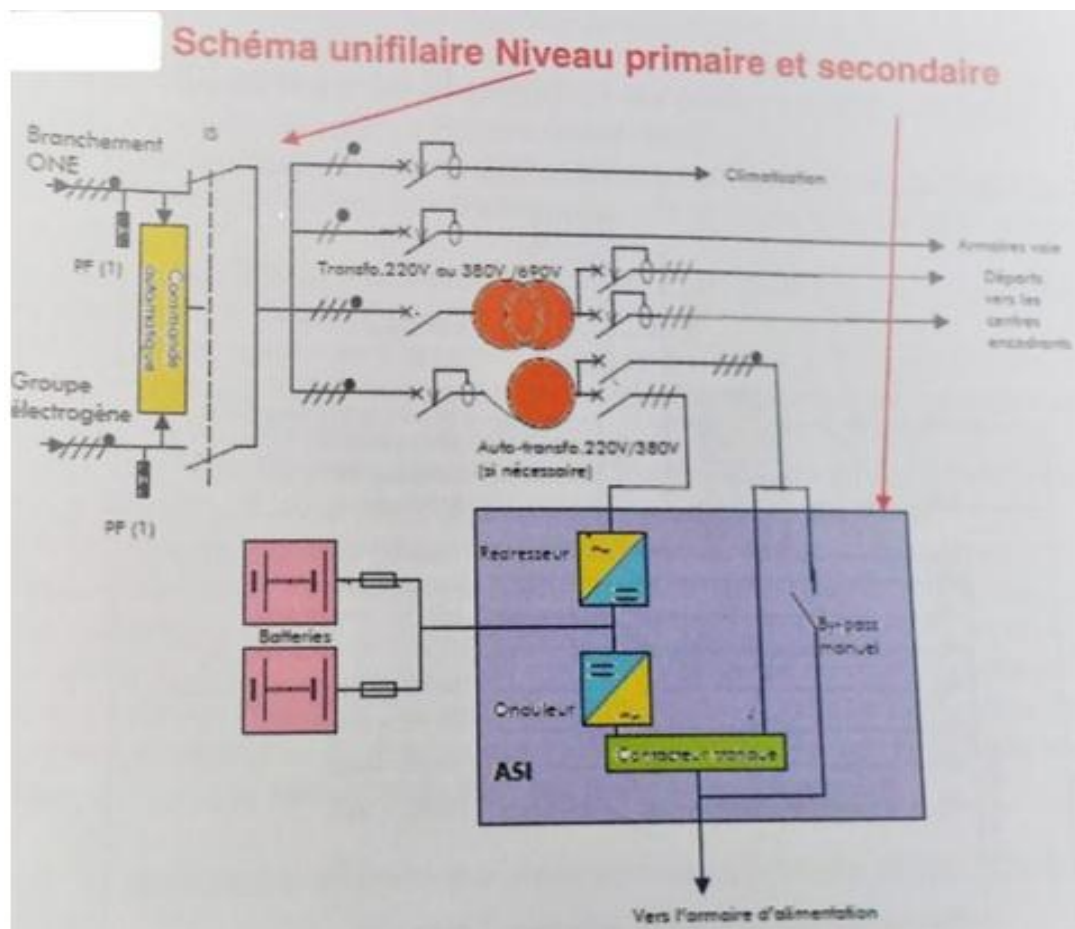 Schéma unifilaire Niveau primaire et secondaire
Branchement
ONE
IS
Climatisation
Armoires voie
PF (1)
Commande
automatique
Transfo.220V ou 380V /690V
Départs
vers les
centres
encadrants
Groupe
électrogène
Auto-transfo.220V/380V
(si nécessaire)
PF (1)
Redresseur
Batteries
By-pass
manuel
Onduleur
Contacteur statique
ASI
Vers l'armoire d'alimentation